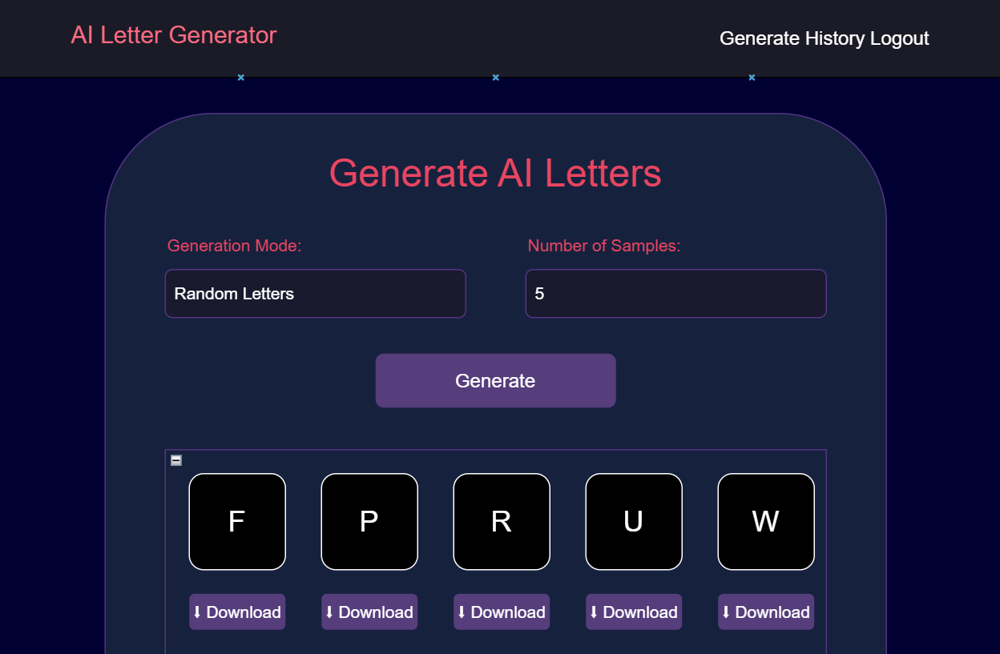 AI Letter Generator
Generate History Logout
Generate AI Letters
Generation Mode:
Number of Samples:
Random Letters
5
Generate
F P R U W
⬇ Download ⬇ Download ⬇ Download ⬇ Download ⬇ Download